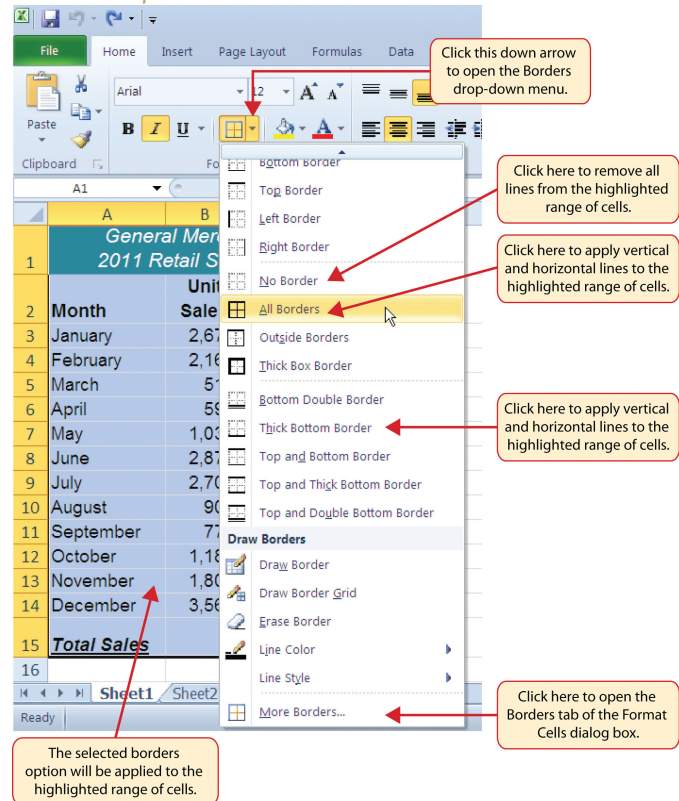 File Home Insert Page Layout Formulas Data
Click this down arrow
to open the Borders
drop-down menu.
Arial 12 A A
Paste
B I U A
Clipboard Fo
A1
Bottom Border
Top Border
Left Border
Right Border
No Border
All Borders
Outside Borders
Thick Box Border
Bottom Double Border
Thick Bottom Border
Top and Bottom Border
Top and Thick Bottom Border
Top and Double Bottom Border
Draw Borders
Draw Border
Draw Border Grid
Erase Border
Line Color
Line Style
More Borders...
Click here to remove all
lines from the highlighted
range of cells.
Click here to apply vertical
and horizontal lines to the
highlighted range of cells.
Click here to apply vertical
and horizontal lines to the
highlighted range of cells.
Click here to open the
Borders tab of the Format
Cells dialog box.
A B
General Mer
1 2011 Retail S
Unit
2 Month Sale
3 January 2,67
4 February 2,16
5 March 51
6 April 59
7 May 1,03
8 June 2,87
9 July 2,70
10 August 90
11 September 77
12 October 1,18
13 November 1,80
14 December 3,56
15 Total Sales
16
Sheet1 Sheet2
Ready
The selected borders
option will be applied to the
highlighted range of cells.